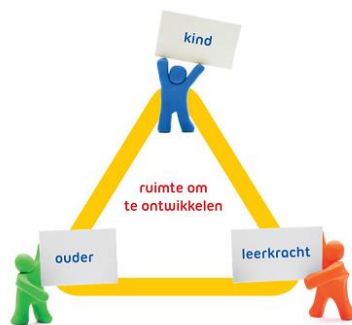 kind
ruimte om
te ontwikkelen
ouder
leerkracht